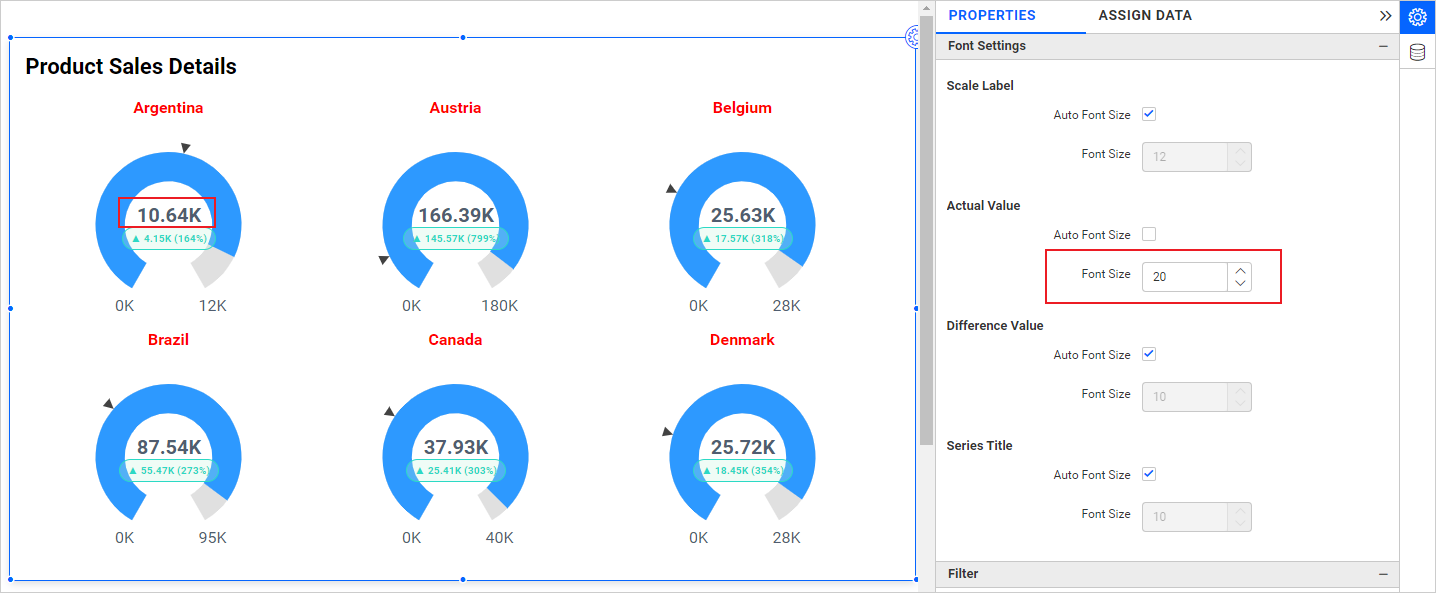 Product Sales Details
Argentina
10.64K
▲ 4.15K (164%)
0K 12K
Austria
166.39K
▲ 145.57K (799%)
0K 180K
Belgium
25.63K
▲ 17.57K (318%)
0K 28K
Brazil
87.54K
▲ 55.47K (273%)
0K 95K
Canada
37.93K
▲ 25.41K (303%)
0K 40K
Denmark
25.72K
▲ 18.45K (354%)
0K 28K
PROPERTIES
ASSIGN DATA
Font Settings
Scale Label
Auto Font Size
Font Size 12
Actual Value
Auto Font Size
Font Size 20
Difference Value
Auto Font Size
Font Size 10
Series Title
Auto Font Size
Font Size 10
Filter